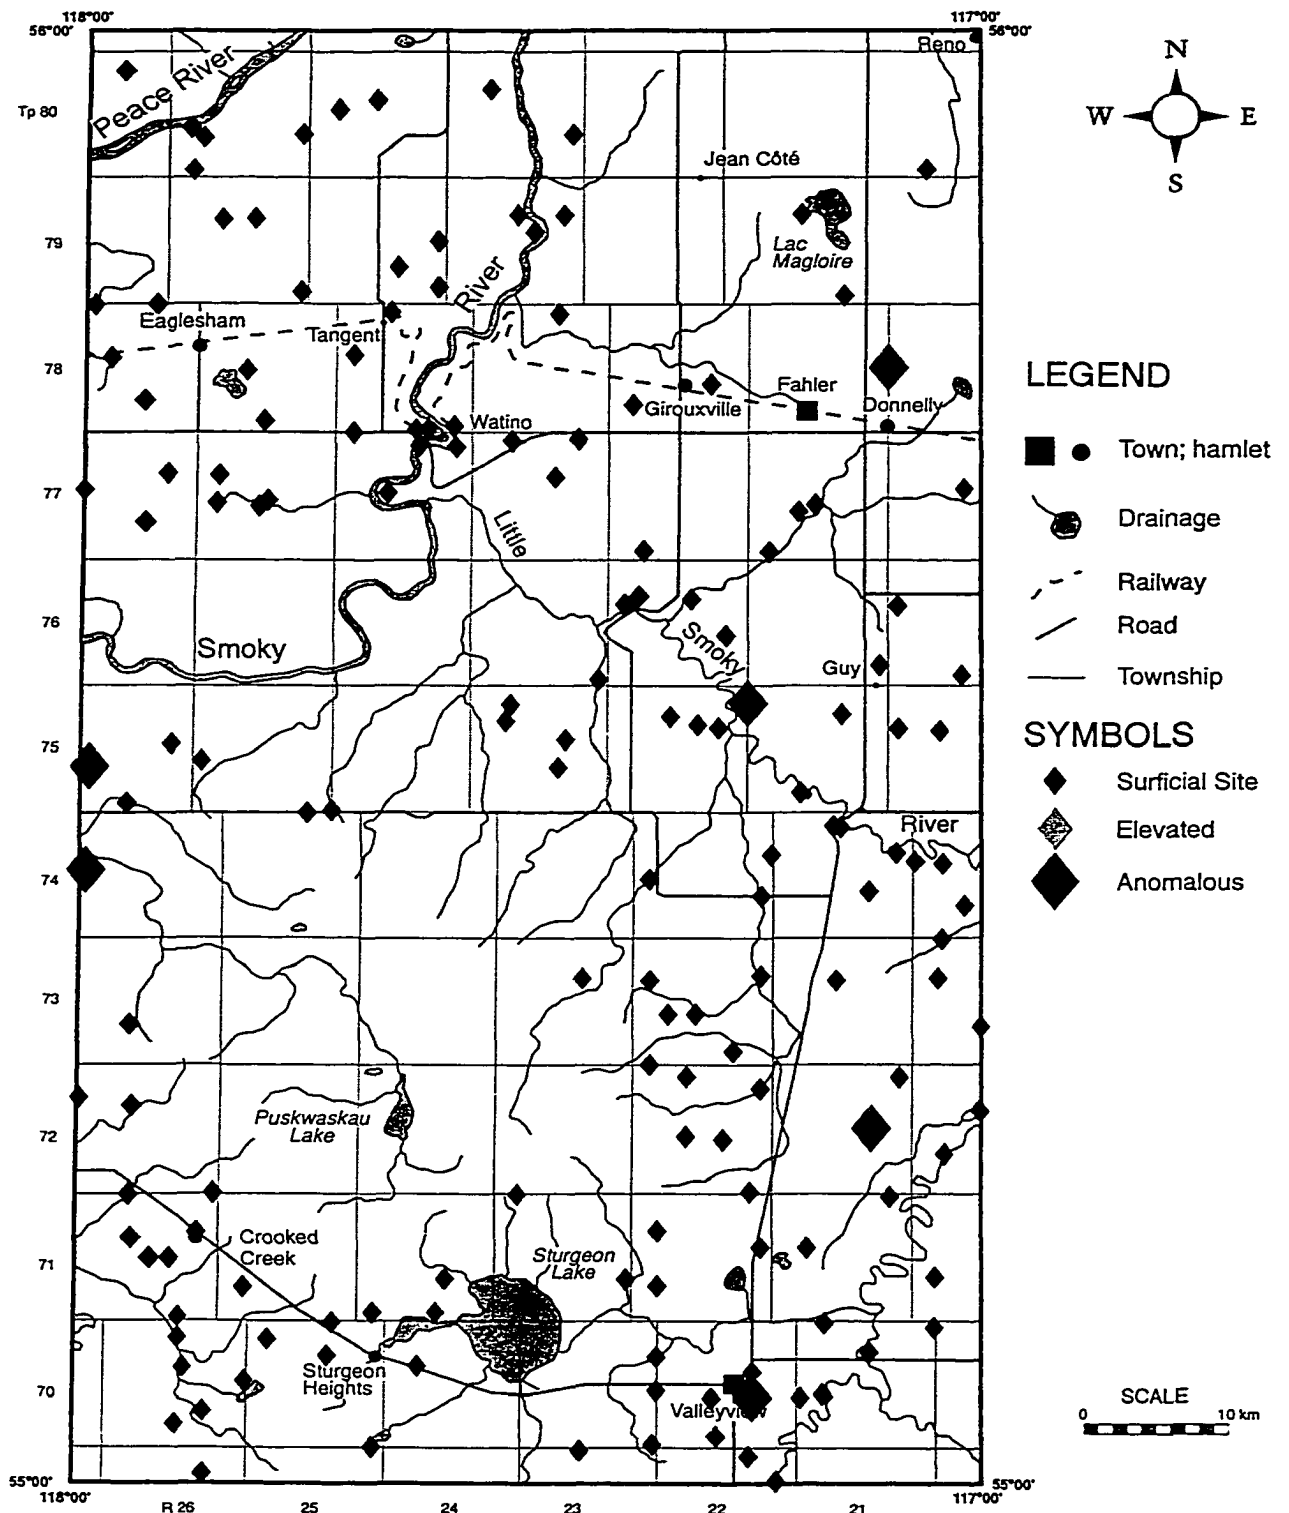 118°00'
117°00'
56°00'
56°00'
Reno
N
W
E
S
Peace River
Tp 80
Jean Côté
79
Lac
Magloire
River
Eaglesham
Tangent
78
Fahler
Girouxville
Donnelly
Watino
77
Little
76
Smoky
Smoky
Guy
75
River
74
73
Puskwaskau
Lake
72
Crooked
Creek
71
Sturgeon
Lake
Sturgeon
Heights
70
Valleyview
55°00'
55°00'
118°00'
117°00'
R 26
25
24
23
22
21
LEGEND
Town; hamlet
Drainage
Railway
Road
Township
SYMBOLS
Surficial Site
Elevated
Anomalous
SCALE
0
10 km